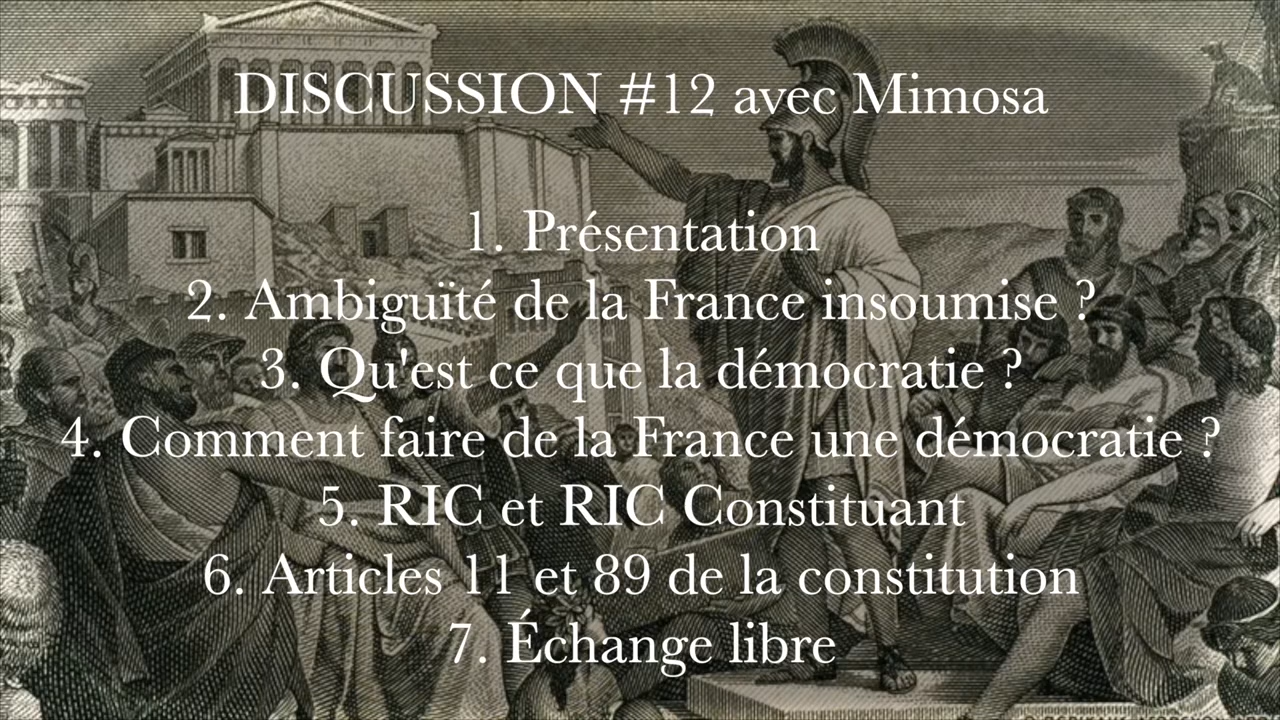 DISCUSSION #12 avec Mimosa
1. Présentation
2. Ambiguïté de la France insoumise ?
3. Qu'est ce que la démocratie ?
4. Comment faire de la France une démocratie ?
5. RIC et RIC Constituant
6. Articles 11 et 89 de la constitution
7. Échange libre